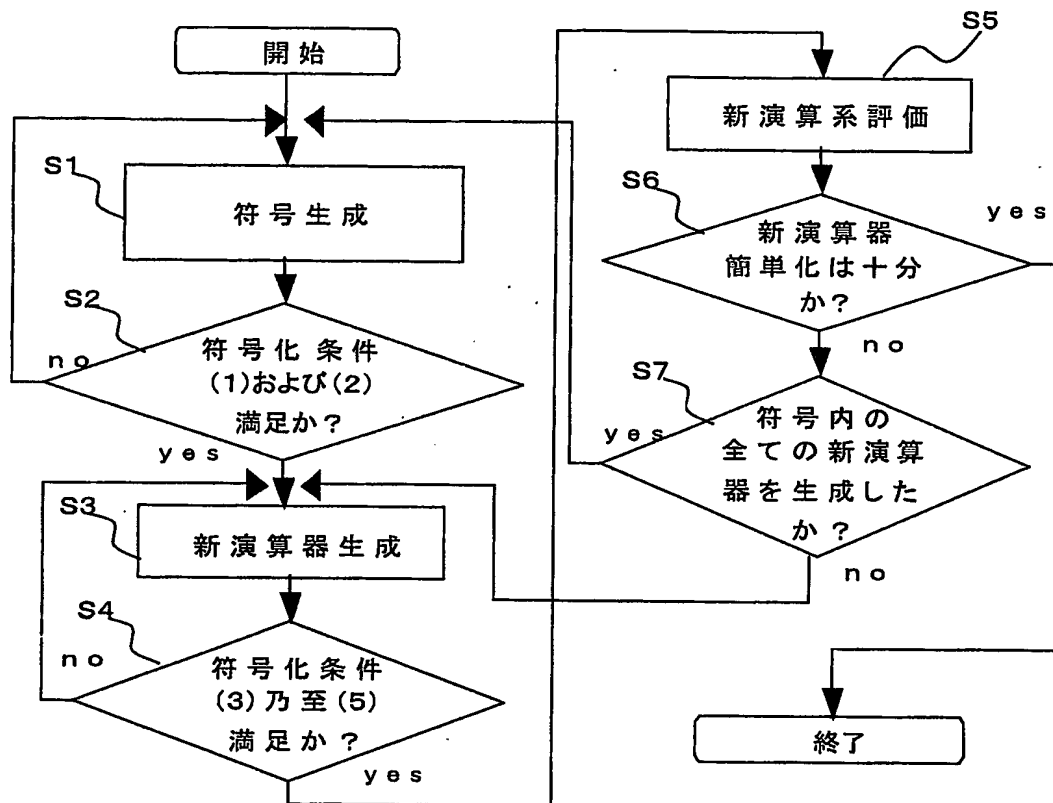 開始
S1
符号生成
S2
no
符号化条件
(1)および(2)
満足か?
yes
S3
新演算器生成
S4
no
符号化条件
(3)乃至(5)
満足か?
yes
S5
新演算系評価
S6
yes
新演算器
簡単化は十分
か?
no
S7
yes
符号内の
全ての新演算
器を生成した
か?
no
終了